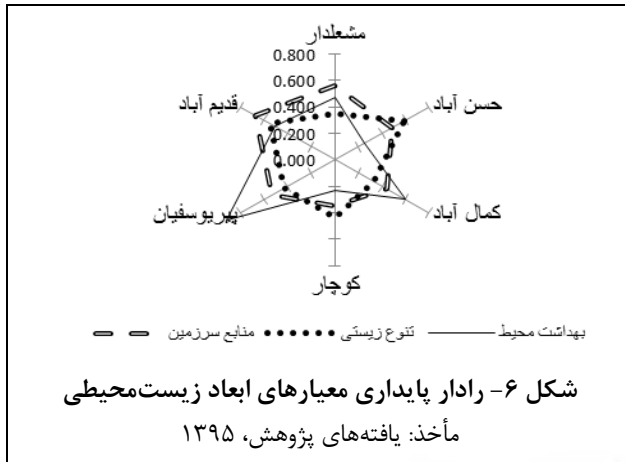 مشعلدار
0.800
0.600
0.400
0.200
0.000
حسن آباد
قدیم آباد
کمال آباد
پیریوسفیان
کوچار
بهداشت محیط تنوع زیستی منابع سرزمین
شکل ۶- رادار پایداری معیارهای ابعاد زیست‌محیطی
مأخذ: یافته‌های پژوهش، ۱۳۹۵